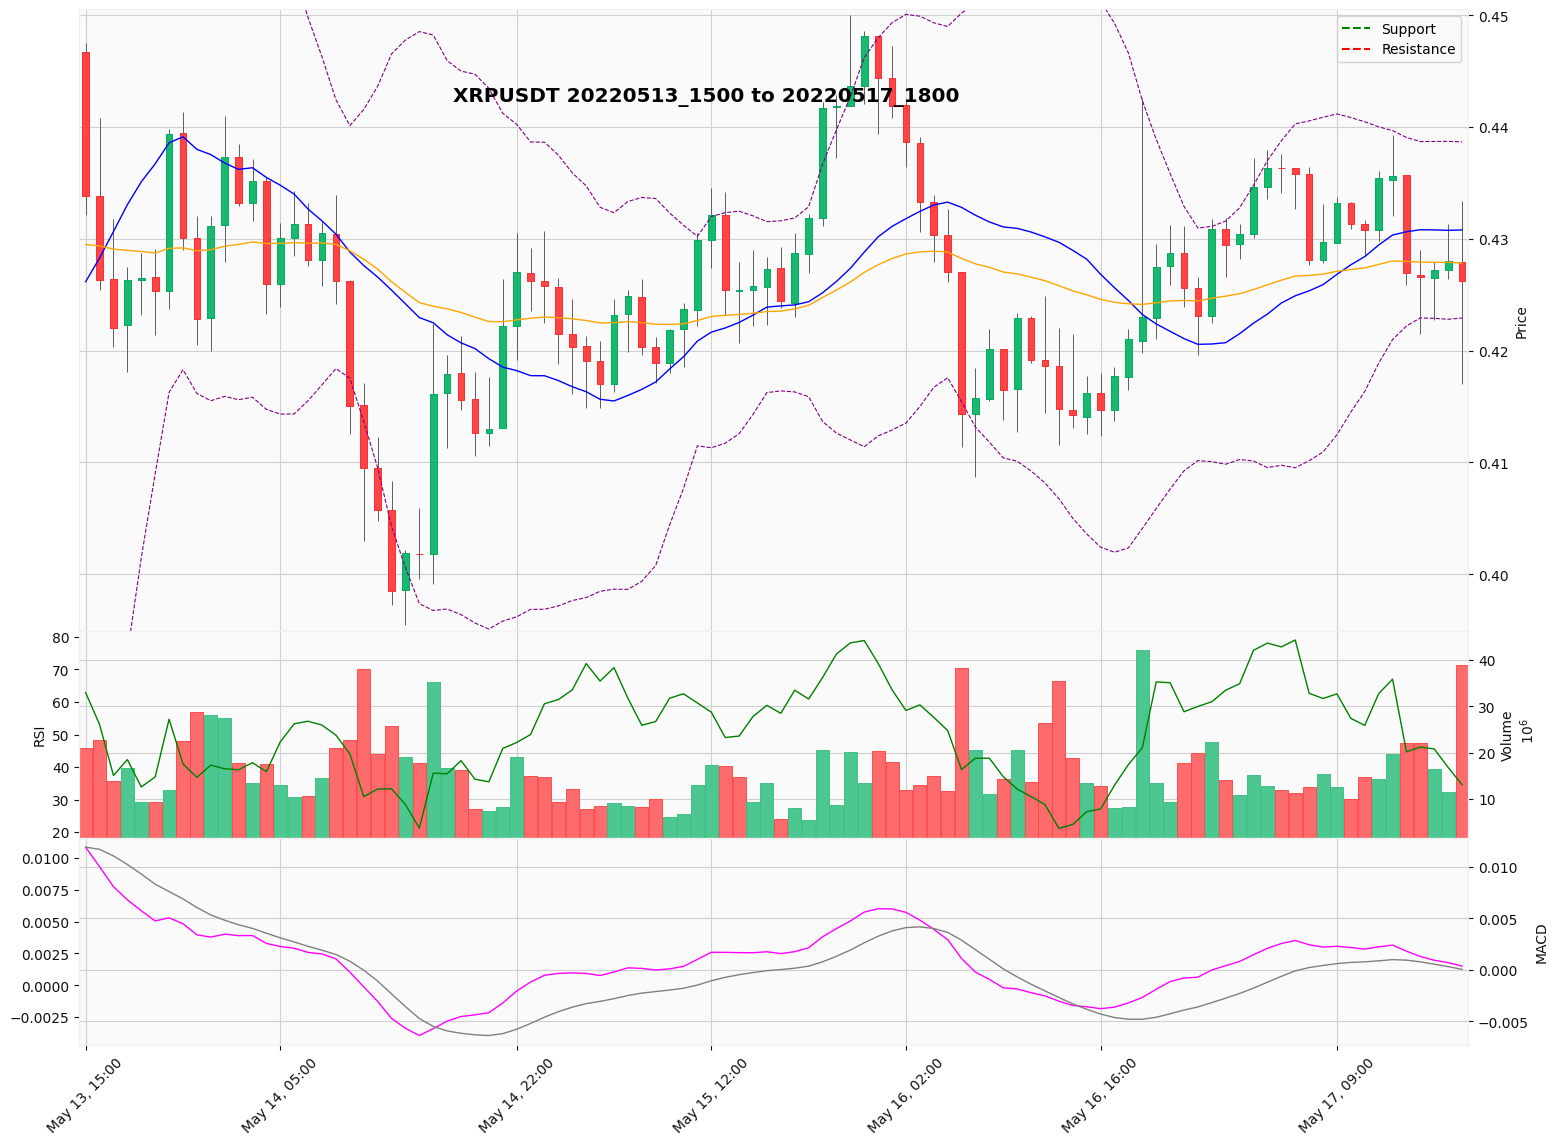 XRPUSDT 20220513_1500 to 20220517_1800
Support
Resistance
0.45
0.44
0.43
0.42
0.41
0.40
Price
80
70
60
50
40
30
20
RSI
40
30
20
10
Volume
10^6
0.0100
0.0075
0.0050
0.0025
0.0000
−0.0025
0.010
0.005
0.000
−0.005
MACD
May 13, 15:00
May 14, 05:00
May 14, 22:00
May 15, 12:00
May 16, 02:00
May 16, 16:00
May 17, 09:00